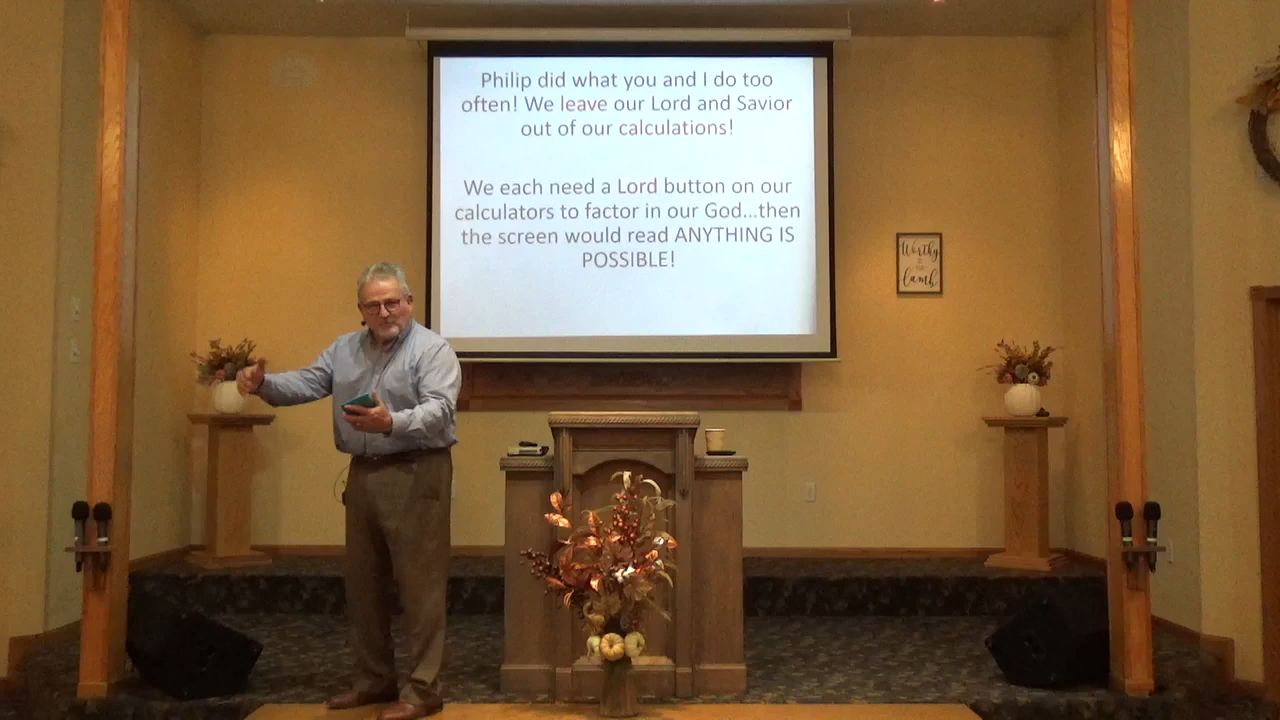 Philip did what you and I do too
often! We leave our Lord and Savior
out of our calculations!
We each need a Lord button on our
calculators to factor in our God...then
the screen would read ANYTHING IS
POSSIBLE!
Worthy
is the
Lamb